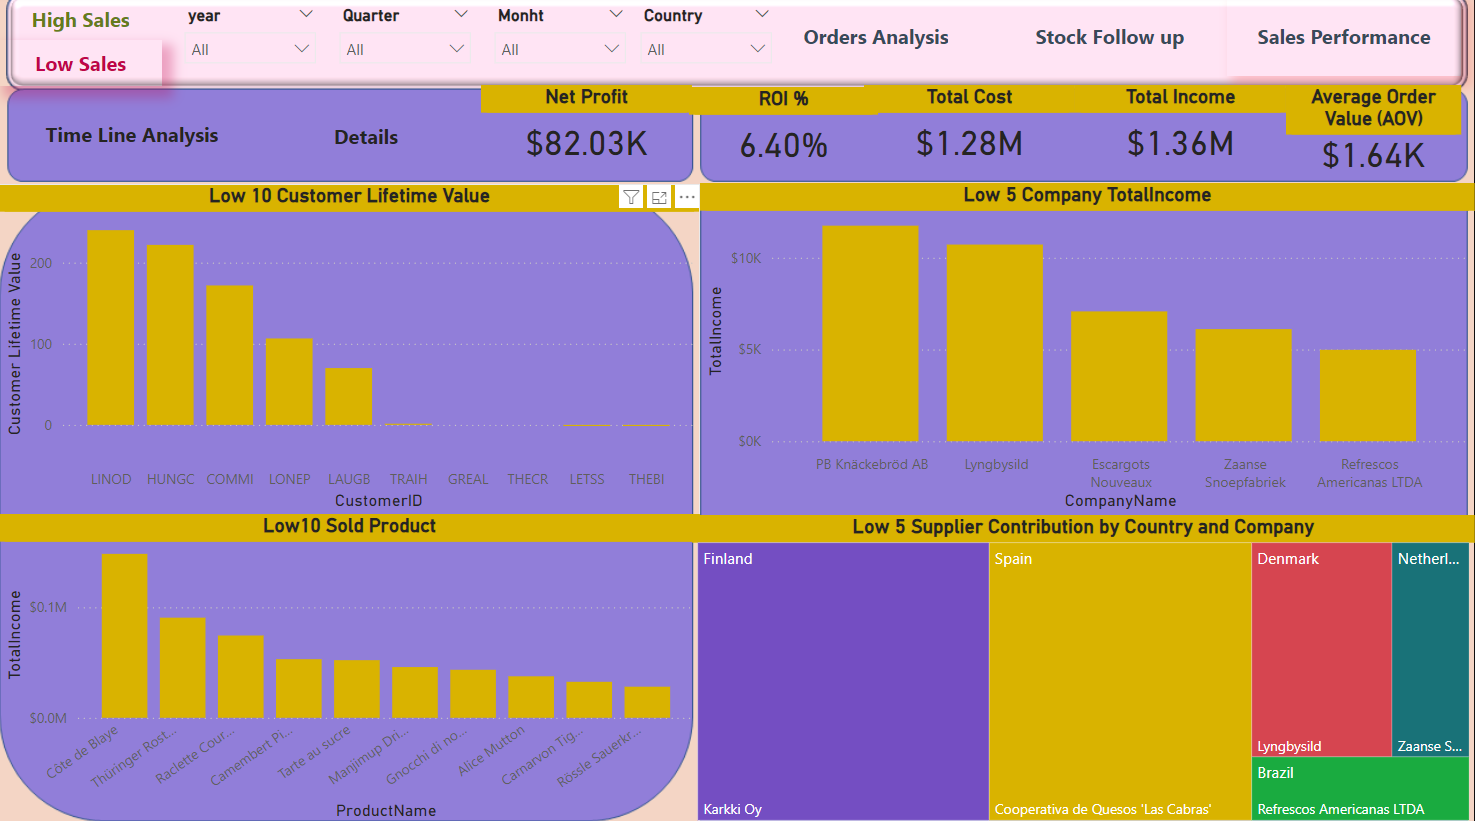 High Sales
Low Sales
year
All
Quarter
All
Monht
All
Country
All
Orders Analysis
Stock Follow up
Sales Performance
Time Line Analysis
Details
Net Profit
$82.03K
ROI %
6.40%
Total Cost
$1.28M
Total Income
$1.36M
Average Order
Value (AOV)
$1.64K
Low 10 Customer Lifetime Value
Customer Lifetime Value
200
100
0
LINOD HUNGC COMMI LONEP LAUGB TRAIH GREAL THECR LETSS THEBI
CustomerID
Low 5 Company TotalIncome
TotalIncome
$10K
$5K
$0K
PB Knäckebröd AB
Lyngbysild
Escargots
Nouveaux
Zaanse
Snoepfabriek
Refrescos
Americanas LTDA
CompanyName
Low10 Sold Product
TotalIncome
$0.1M
$0.0M
Côte de Blaye
Thüringer Rost...
Raclette Cour...
Camembert Pi...
Tarte au sucre
Manjimup Dri...
Gnocchi di no...
Alice Mutton
Carnarvon Tig...
Rössle Sauerkr...
ProductName
Low 5 Supplier Contribution by Country and Company
Finland
Karkki Oy
Spain
Cooperativa de Quesos 'Las Cabras'
Denmark
Lyngbysild
Netherl...
Zaanse S...
Brazil
Refrescos Americanas LTDA